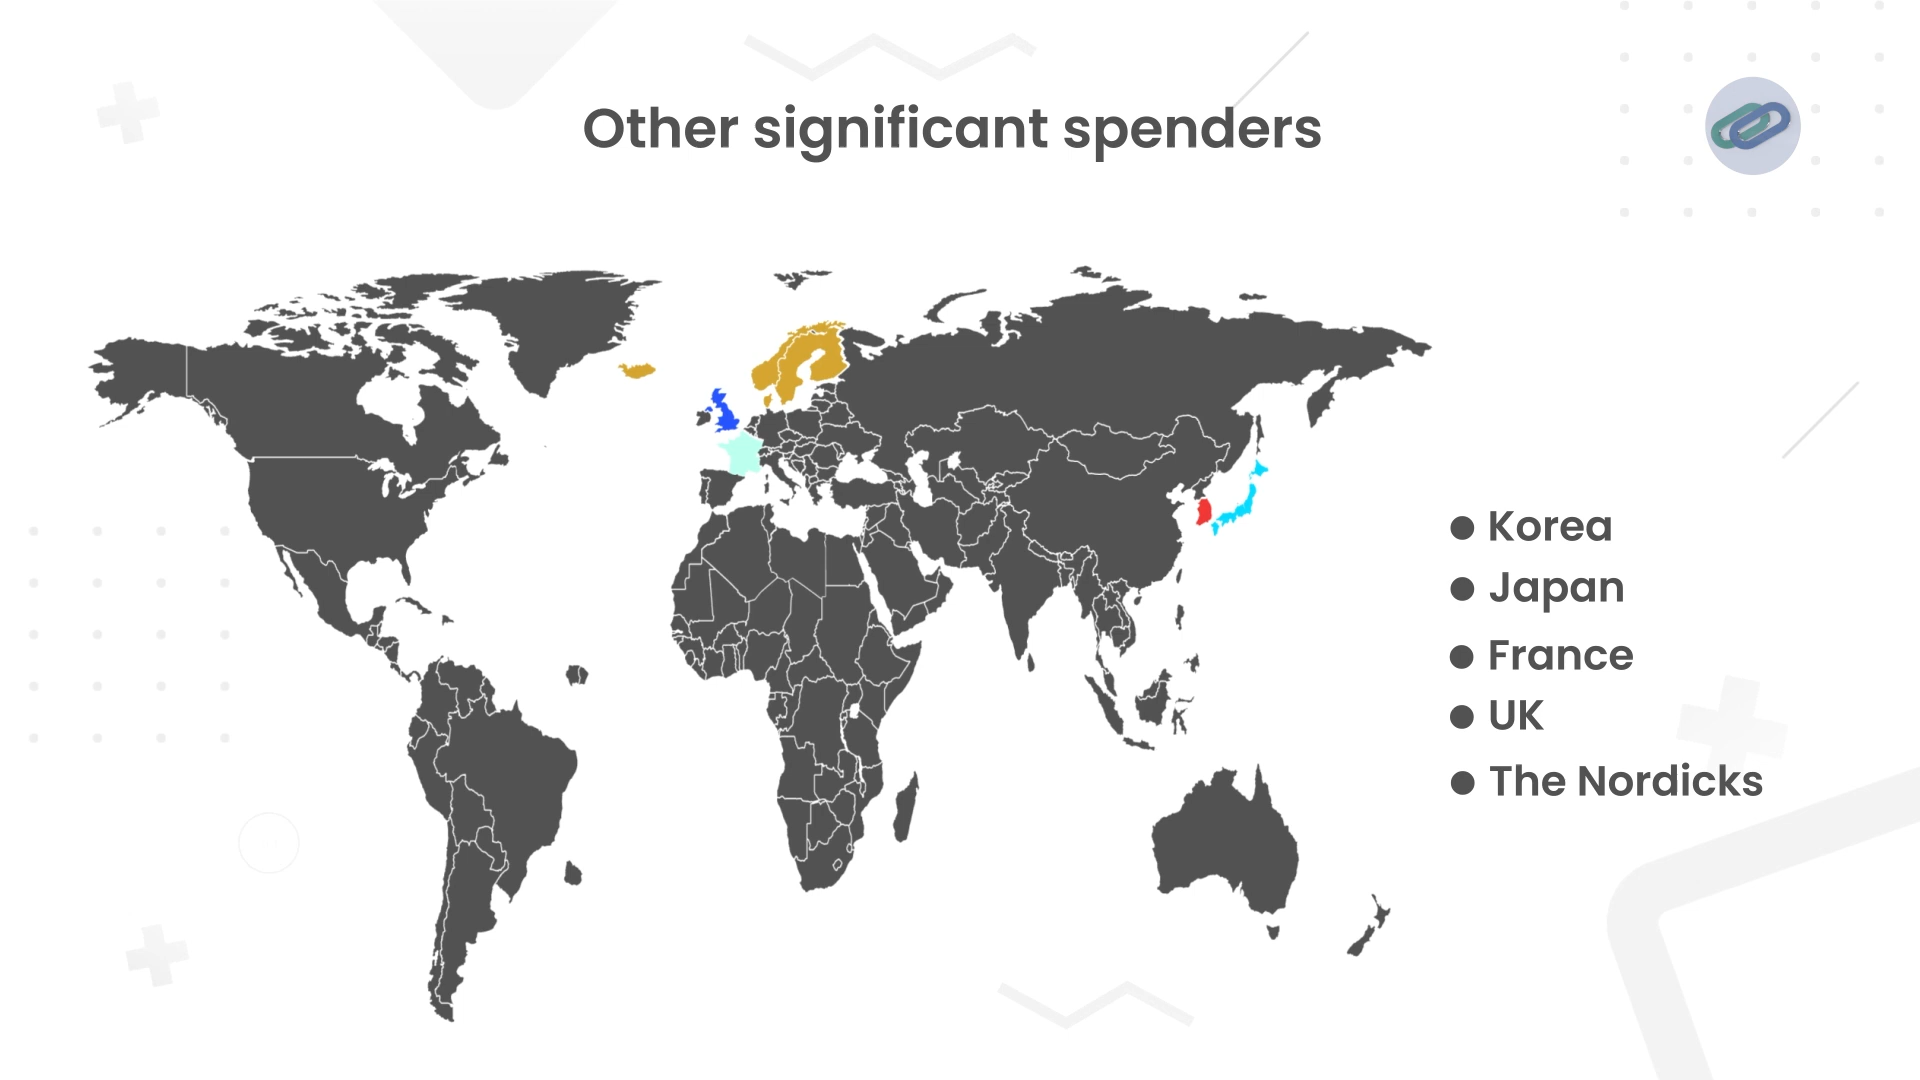 Other significant spenders
Korea
Japan
France
UK
The Nordicks